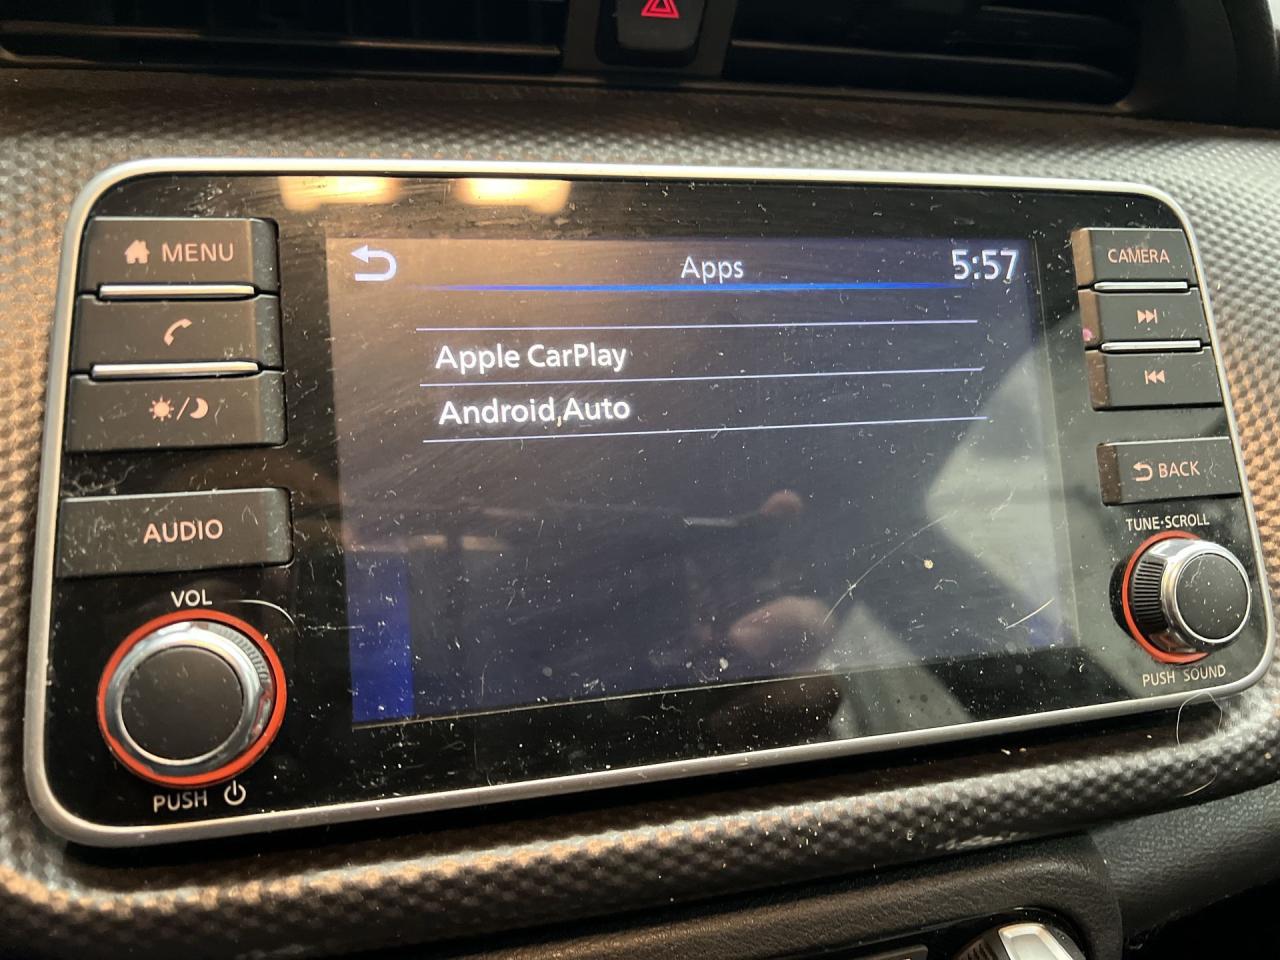 MENU
AUDIO
VOL
PUSH
Apps
5:57
Apple CarPlay
Android Auto
CAMERA
BACK
TUNE·SCROLL
PUSH SOUND